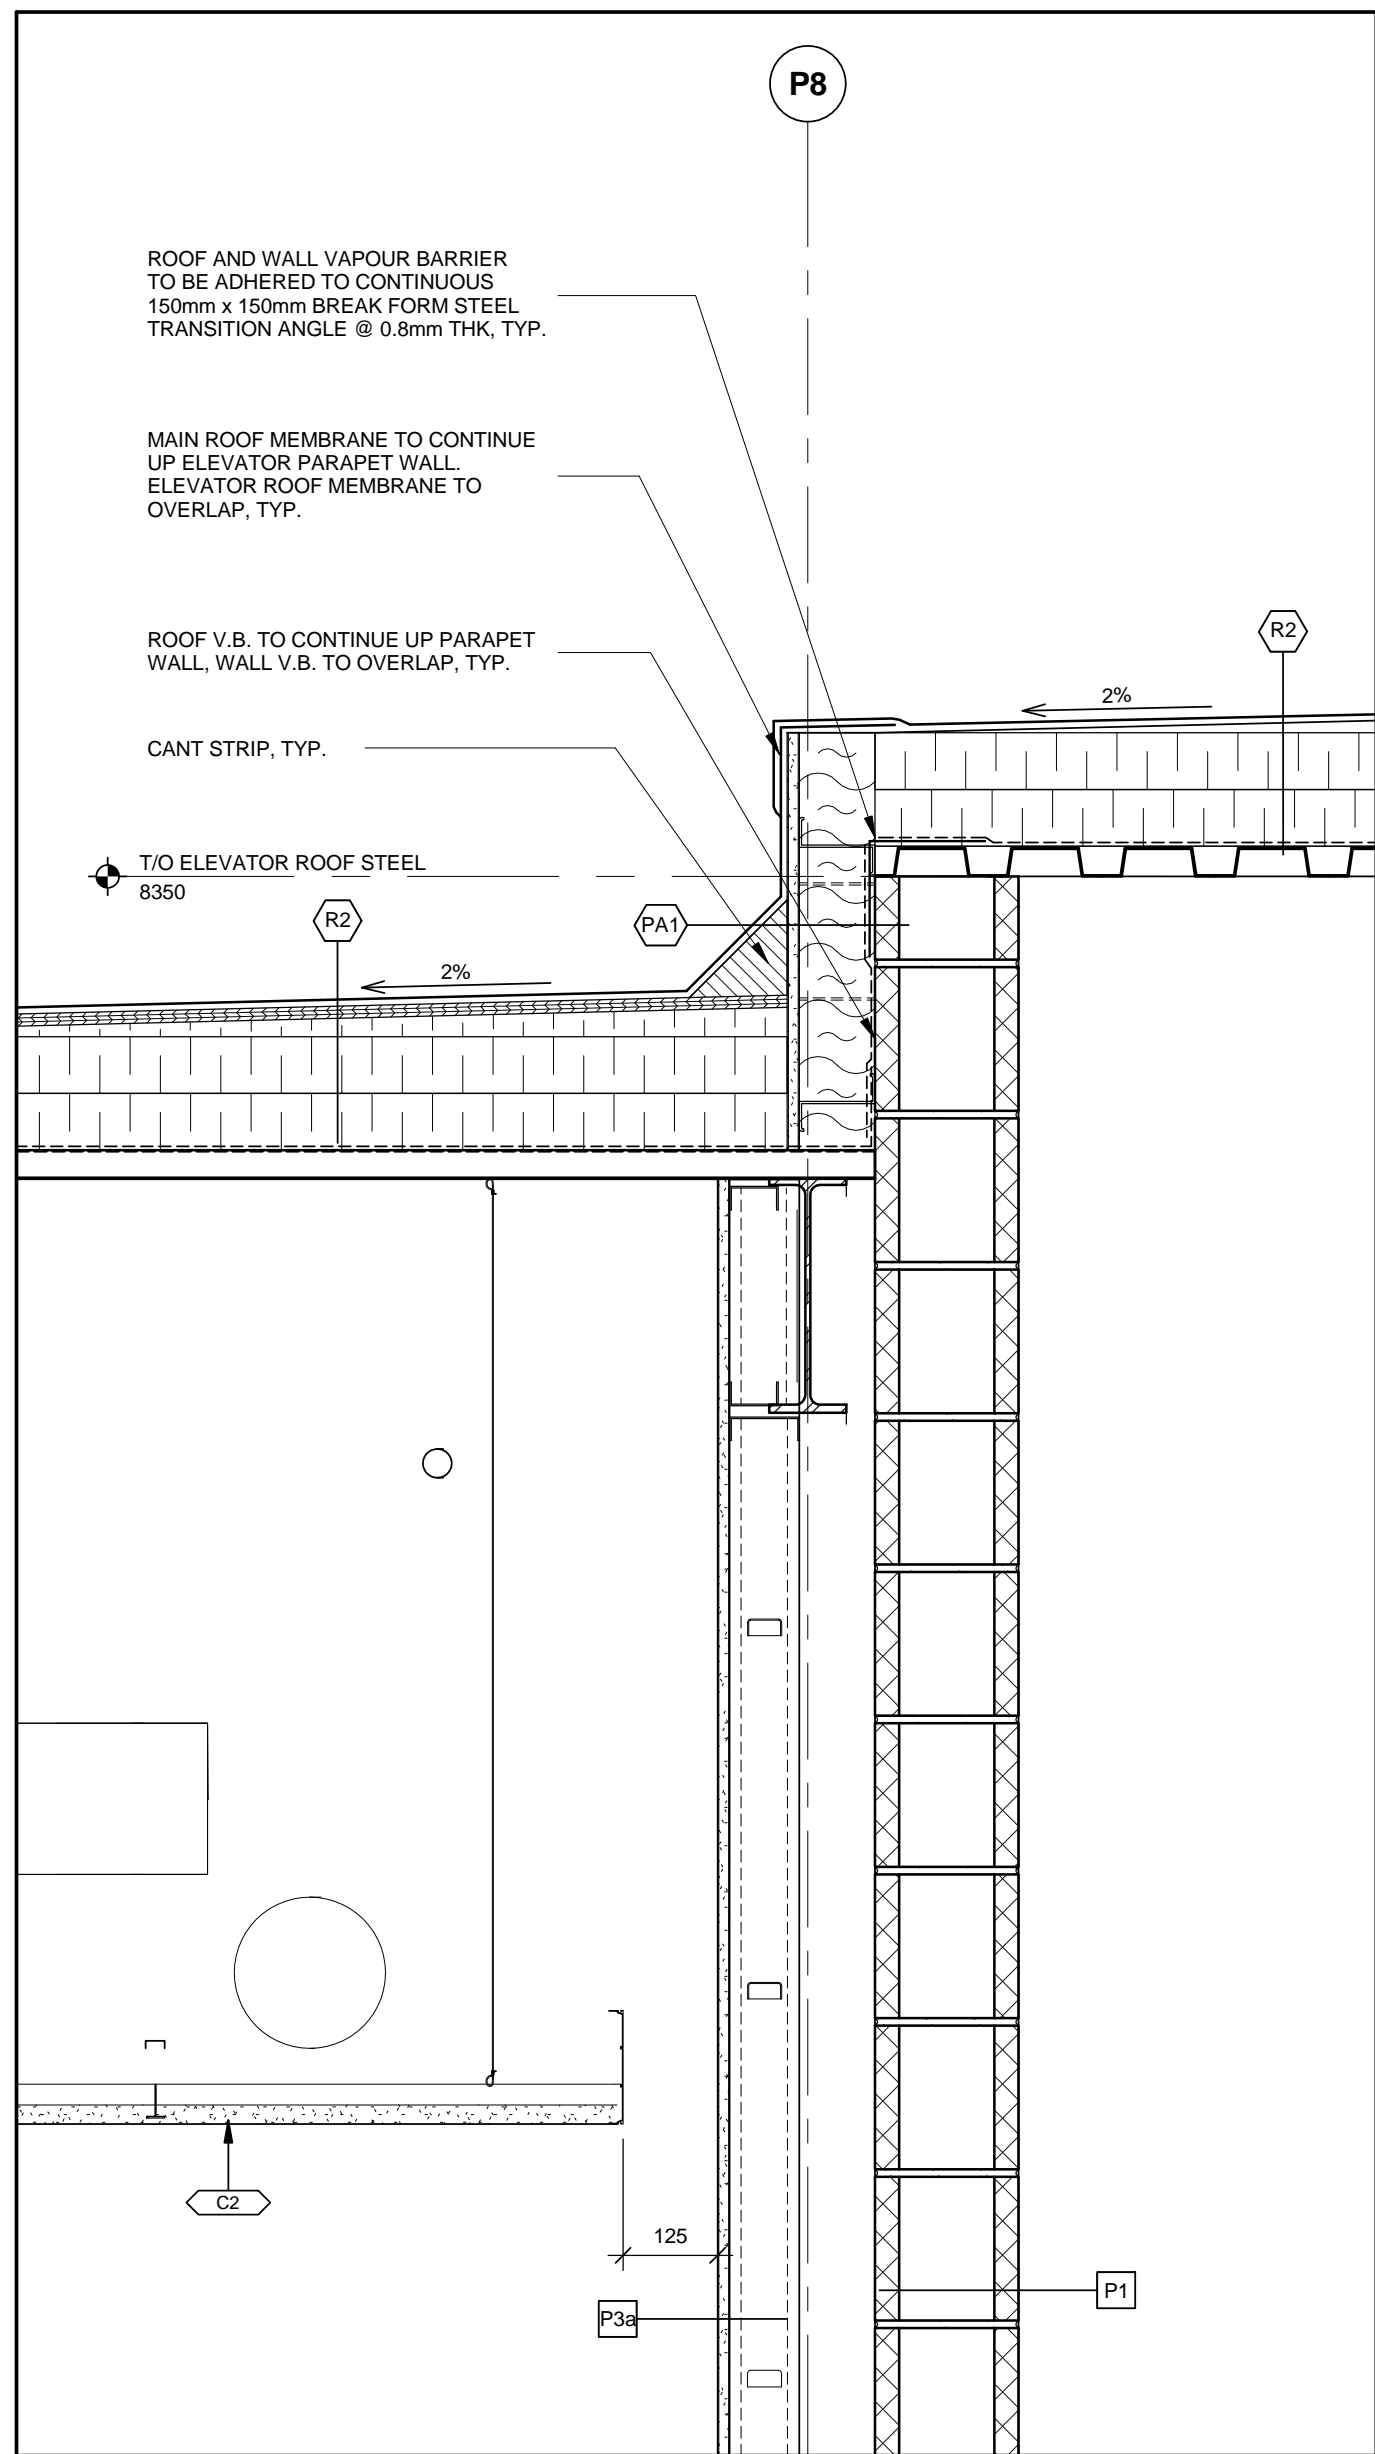 P8
ROOF AND WALL VAPOUR BARRIER
TO BE ADHERED TO CONTINUOUS
150mm x 150mm BREAK FORM STEEL
TRANSITION ANGLE @ 0.8mm THK, TYP.
MAIN ROOF MEMBRANE TO CONTINUE
UP ELEVATOR PARAPET WALL.
ELEVATOR ROOF MEMBRANE TO
OVERLAP, TYP.
ROOF V.B. TO CONTINUE UP PARAPET
WALL, WALL V.B. TO OVERLAP, TYP.
R2
2%
CANT STRIP, TYP.
T/O ELEVATOR ROOF STEEL
8350
R2
PA1
2%
C2
125
P1
P3a